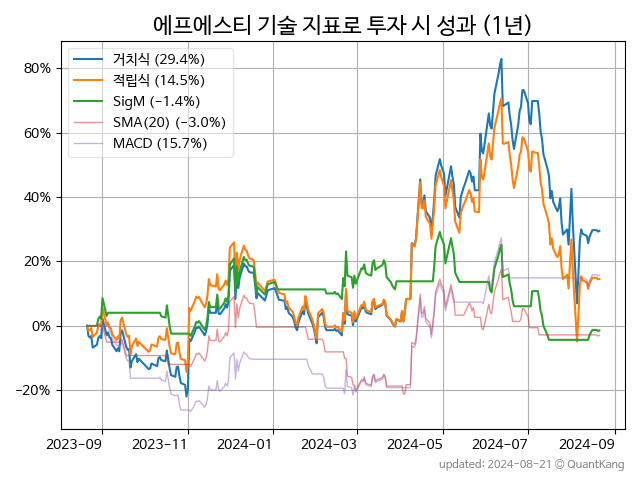 에프에스티 기술 지표로 투자 시 성과 (1년)
거치식 (29.4%)
적립식 (14.5%)
SigM (−1.4%)
SMA(20) (−3.0%)
MACD (15.7%)
80%
60%
40%
20%
0%
−20%
2023-09
2023-11
2024-01
2024-03
2024-05
2024-07
2024-09
updated: 2024-08-21 © QuantKang